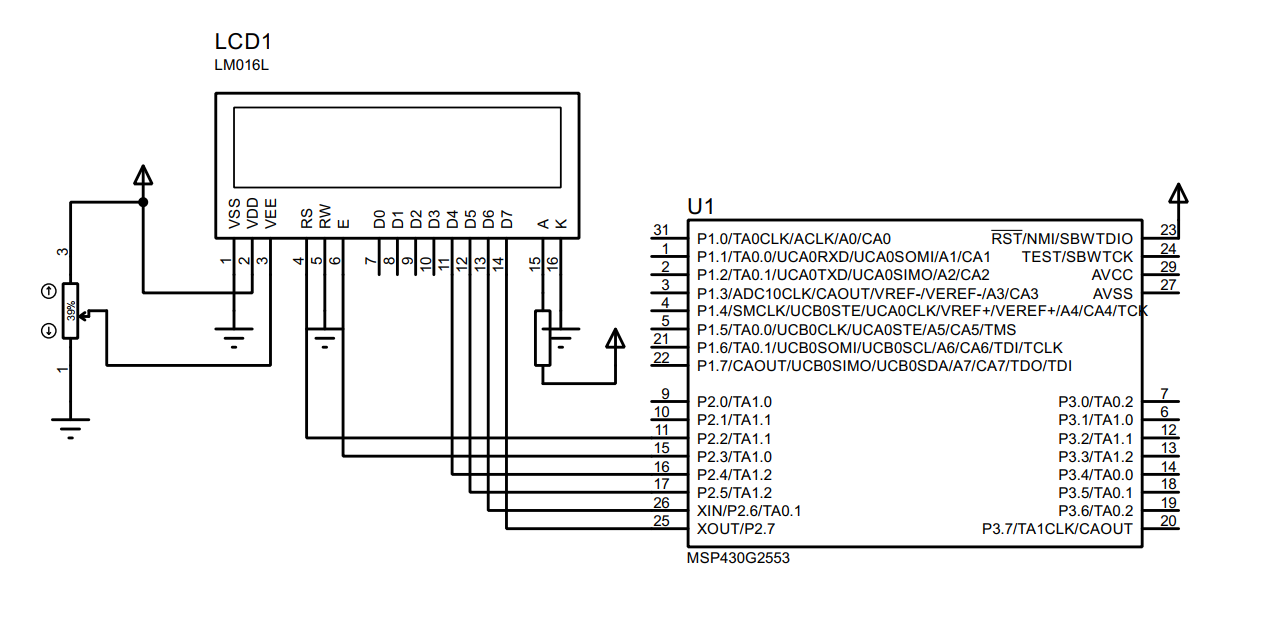 LCD1
LM016L
VSS
VDD
VEE
RS
RW
E
D0
D1
D2
D3
D4
D5
D6
D7
A
K
1
2
3
4
5
6
7
8
9
10
11
12
13
14
15
16
3
39%
1
U1
31 P1.0/TA0CLK/ACLK/A0/CA0
1 P1.1/TA0.0/UCA0RXD/UCA0SOMI/A1/CA1
2 P1.2/TA0.1/UCA0TXD/UCA0SIMO/A2/CA2
3 P1.3/ADC10CLK/CAOUT/VREF-/VEREF-/A3/CA3
4 P1.4/SMCLK/UCB0STE/UCA0CLK/VREF+/VEREF+/A4/CA4/TCK
5 P1.5/TA0.0/UCB0CLK/UCA0STE/A5/CA5/TMS
21 P1.6/TA0.1/UCB0SOMI/UCB0SCL/A6/CA6/TDI/TCLK
22 P1.7/CAOUT/UCB0SIMO/UCB0SDA/A7/CA7/TDO/TDI
9 P2.0/TA1.0
10 P2.1/TA1.1
11 P2.2/TA1.1
15 P2.3/TA1.0
16 P2.4/TA1.2
17 P2.5/TA1.2
26 XIN/P2.6/TA0.1
25 XOUT/P2.7
RST/NMI/SBWTDIO 23
TEST/SBWTCK 24
AVCC 29
AVSS 27
P3.0/TA0.2 7
P3.1/TA1.0 6
P3.2/TA1.1 12
P3.3/TA1.2 13
P3.4/TA0.0 14
P3.5/TA0.1 18
P3.6/TA0.2 19
P3.7/TA1CLK/CAOUT 20
MSP430G2553